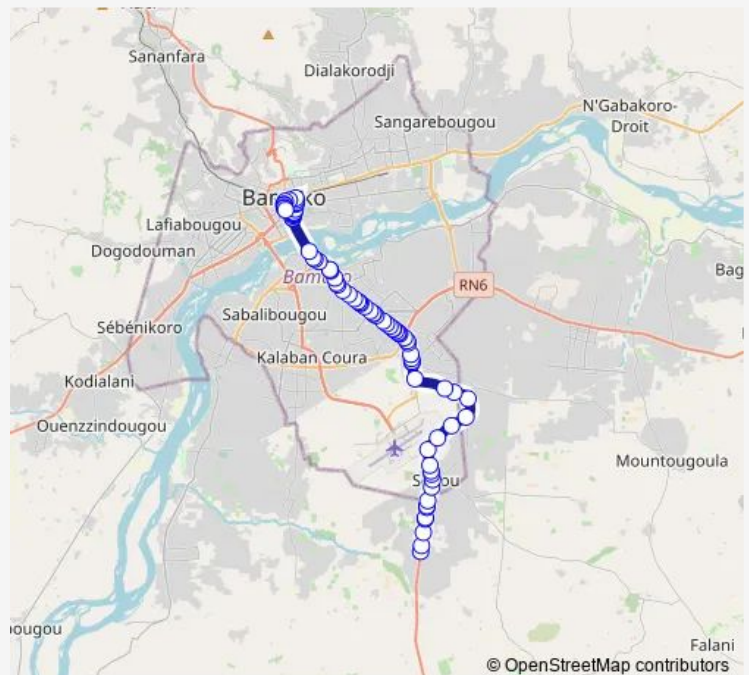 Sananfara
Dialakorodji
N'Gabakoro-
Droit
Sangarebougou
Lafiabougou
Dogodouman
Bamako
RN6
Bag
Sébénikoro
Sabalibougou
Kalaban Coura
Kodialani
Ouenzzindougou
Mountougoula
Falani
© OpenStreetMap contributors